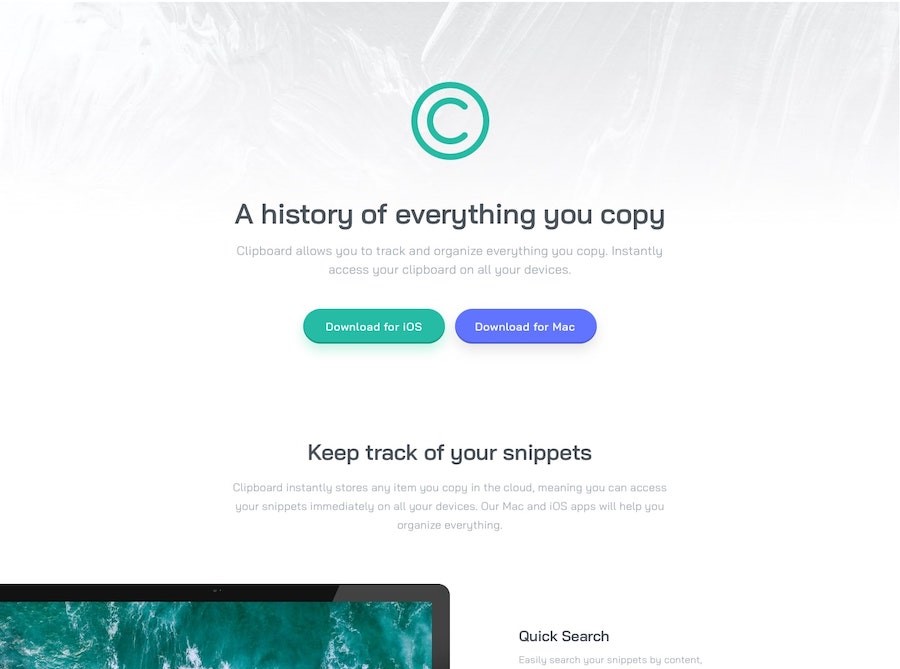 ©
A history of everything you copy
Clipboard allows you to track and organize everything you copy. Instantly
access your clipboard on all your devices.
Download for iOS
Download for Mac
Keep track of your snippets
Clipboard instantly stores any item you copy in the cloud, meaning you can access
your snippets immediately on all your devices. Our Mac and iOS apps will help you
organize everything.
Quick Search
Easily search your snippets by content,